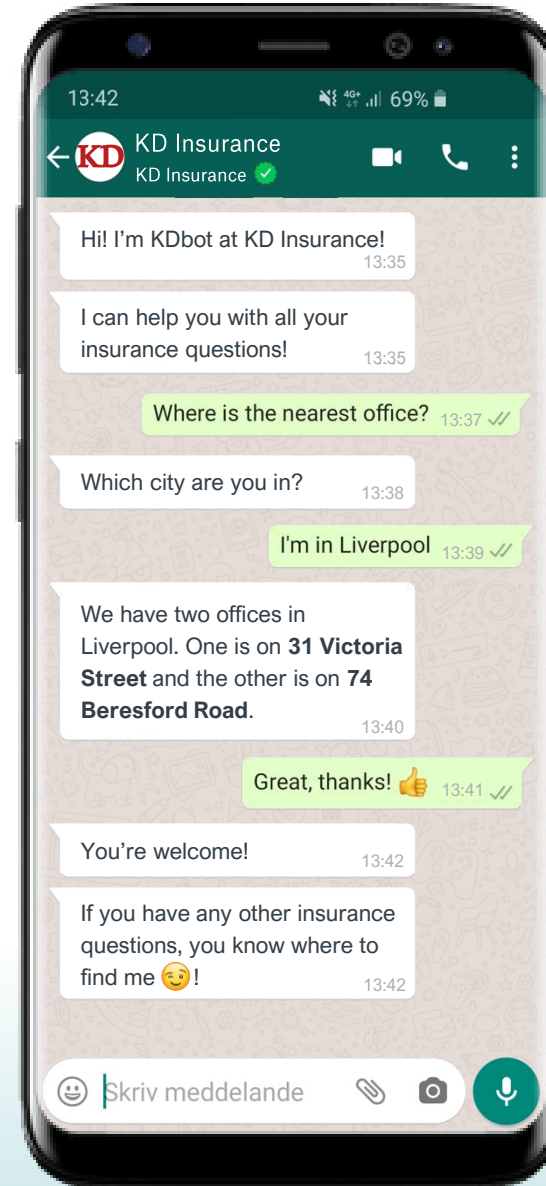 13:42
4G+ 69%
KD
KD Insurance
KD Insurance
Hi! I’m KDbot at KD Insurance!
13:35
I can help you with all your
insurance questions!
13:35
Where is the nearest office? 13:37
Which city are you in?
13:38
I'm in Liverpool 13:39
We have two offices in
Liverpool. One is on 31 Victoria
Street and the other is on 74
Beresford Road.
13:40
Great, thanks! 👍 13:41
You’re welcome!
13:42
If you have any other insurance
questions, you know where to
find me 😉!
13:42
Skriv meddelande